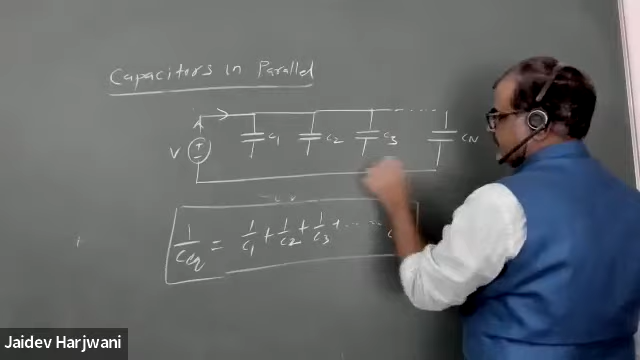 Capacitors in Parallel
V + - C1 C2 C3 CN
1/Ceq = 1/C1 + 1/C2 + 1/C3 + ----
Jaidev Harjwani